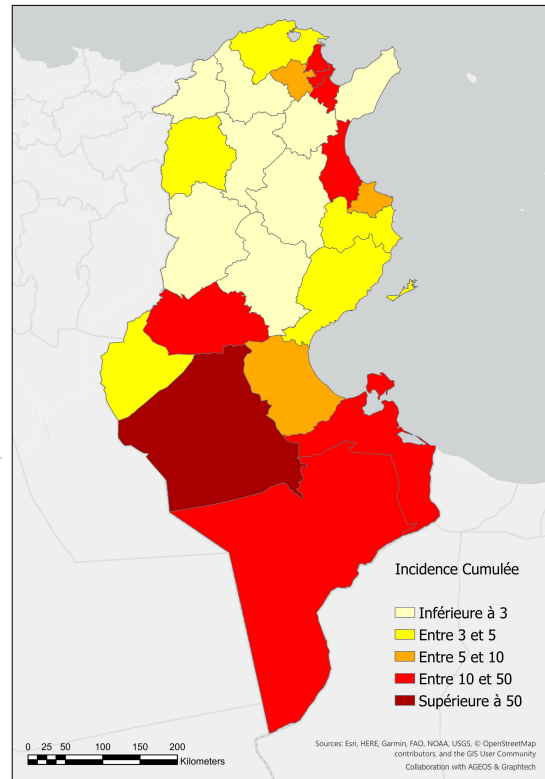 Incidence Cumulée
Inférieure à 3
Entre 3 et 5
Entre 5 et 10
Entre 10 et 50
Supérieure à 50
0 25 50 100 150 200
Kilometers
Sources: Esri, HERE, Garmin, FAO, NOAA, USGS, © OpenStreetMap
contributors, and the GIS User Community
Collaboration with AGEOS & Graphtech